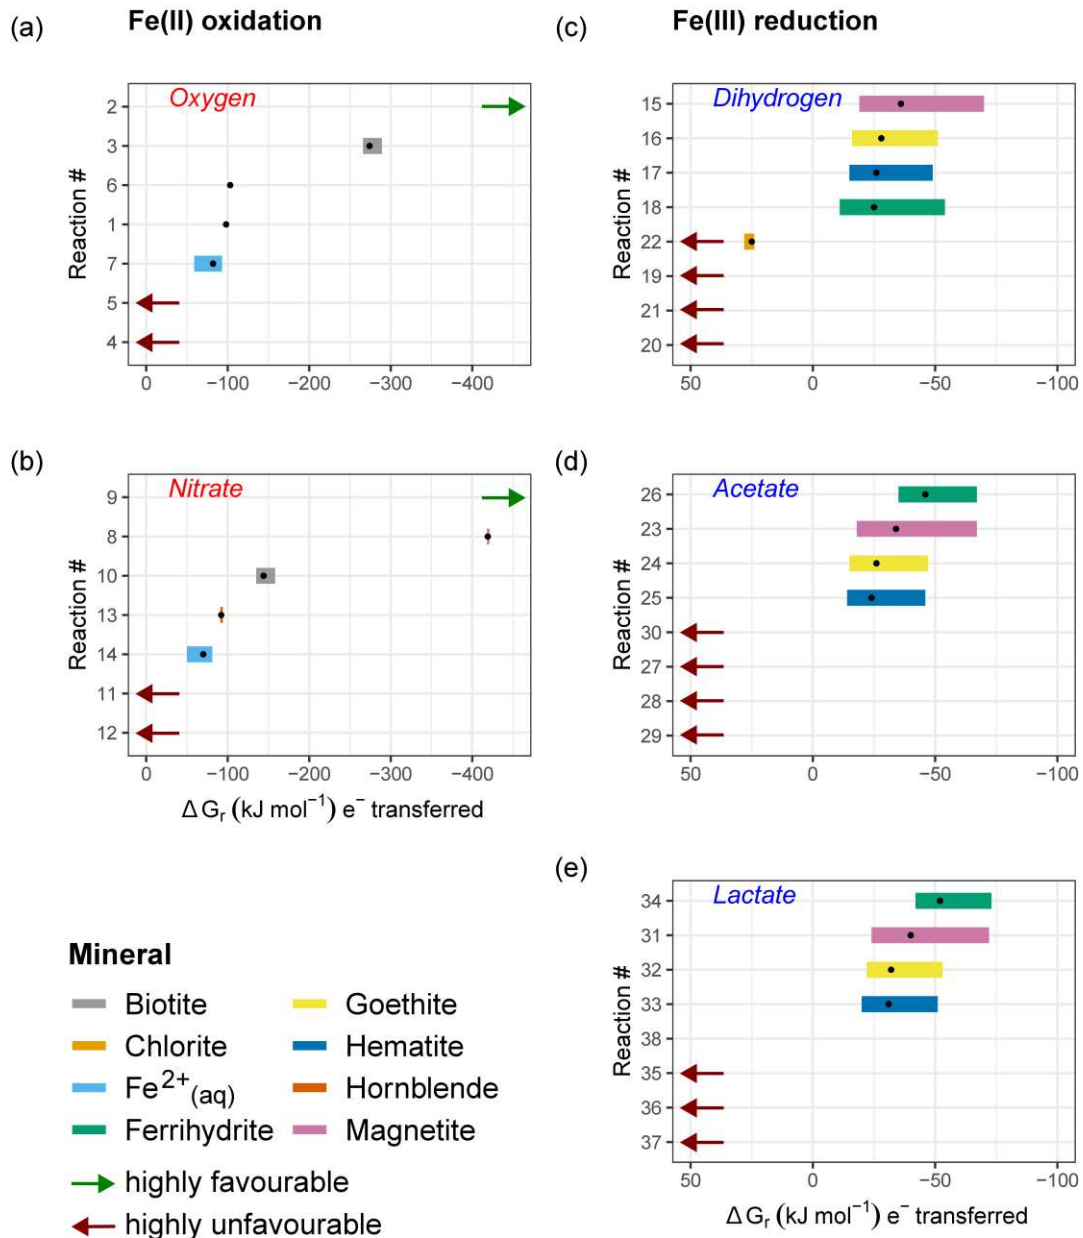 (a)
Fe(II) oxidation
Oxygen
Reaction #
2
3
6
1
7
5
4
0 −100 −200 −300 −400
(b)
Nitrate
Reaction #
9
8
10
13
14
11
12
0 −100 −200 −300 −400
Δ Gᵣ (kJ mol⁻¹) e⁻ transferred
(c)
Fe(III) reduction
Dihydrogen
Reaction #
15
16
17
18
22
19
21
20
50 0 −50 −100
(d)
Acetate
Reaction #
26
23
24
25
30
27
28
29
50 0 −50 −100
(e)
Lactate
Reaction #
34
31
32
33
38
35
36
37
50 0 −50 −100
Δ Gᵣ (kJ mol⁻¹) e⁻ transferred
Mineral
Biotite
Chlorite
Fe²⁺(aq)
Ferrihydrite
Goethite
Hematite
Hornblende
Magnetite
highly favourable
highly unfavourable